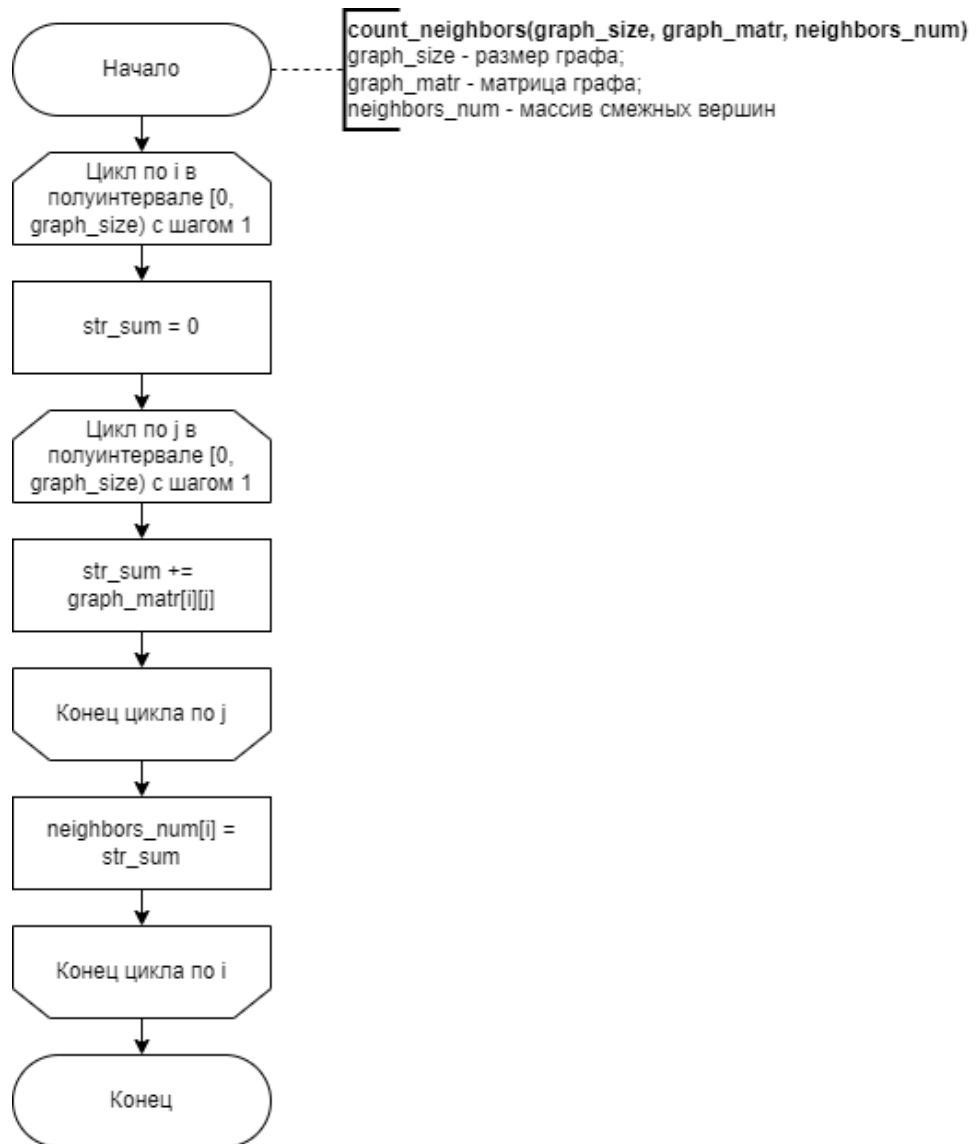 Начало
count_neighbors(graph_size, graph_matr, neighbors_num)
graph_size - размер графа;
graph_matr - матрица графа;
neighbors_num - массив смежных вершин
Цикл по i в
полуинтервале [0,
graph_size) с шагом 1
str_sum = 0
Цикл по j в
полуинтервале [0,
graph_size) с шагом 1
str_sum +=
graph_matr[i][j]
Конец цикла по j
neighbors_num[i] =
str_sum
Конец цикла по i
Конец